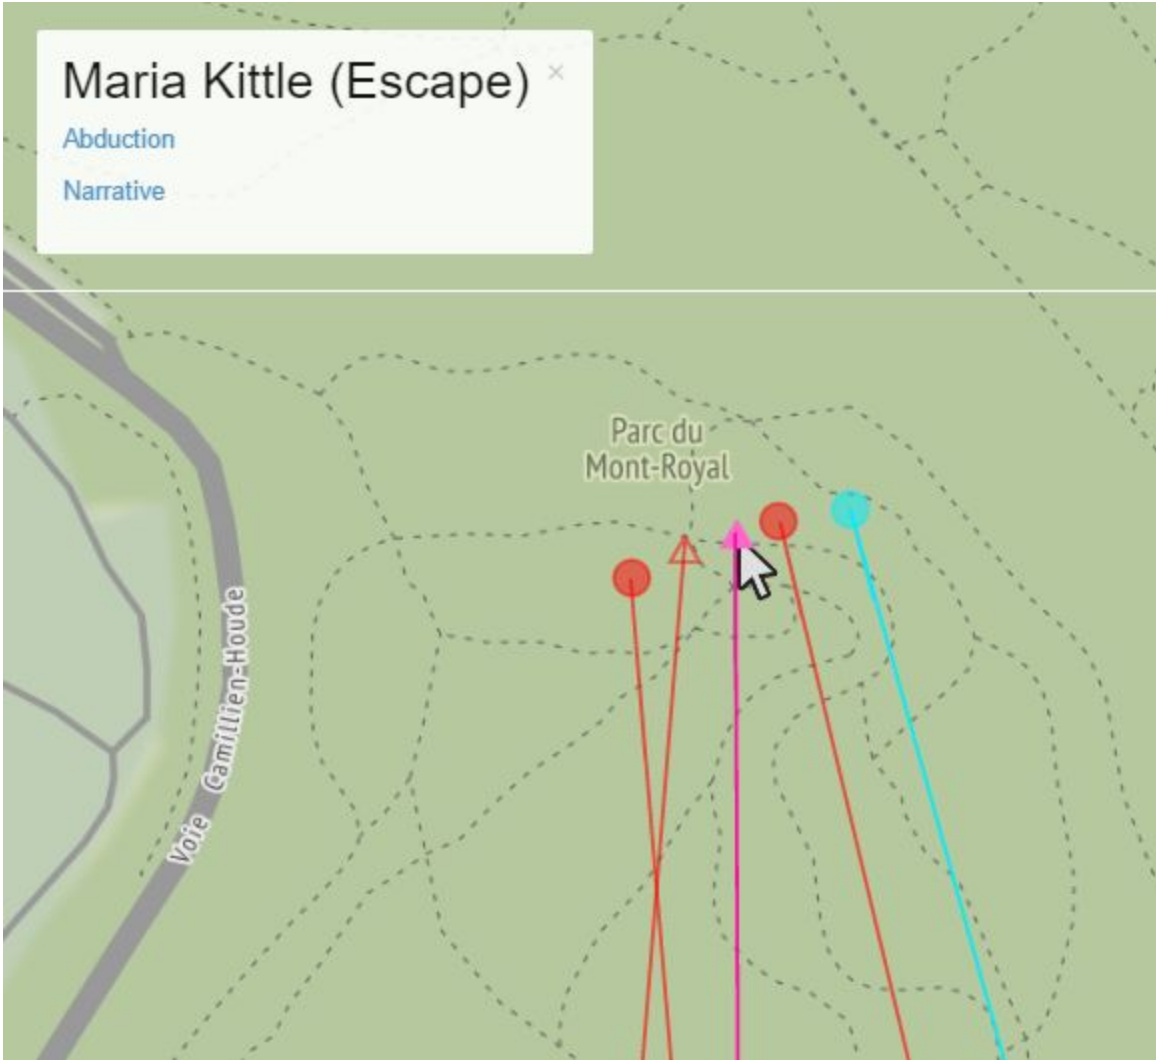 Maria Kittle (Escape) ×
Abduction
Narrative
Parc du
Mont-Royal
Voie Camillien-Houde